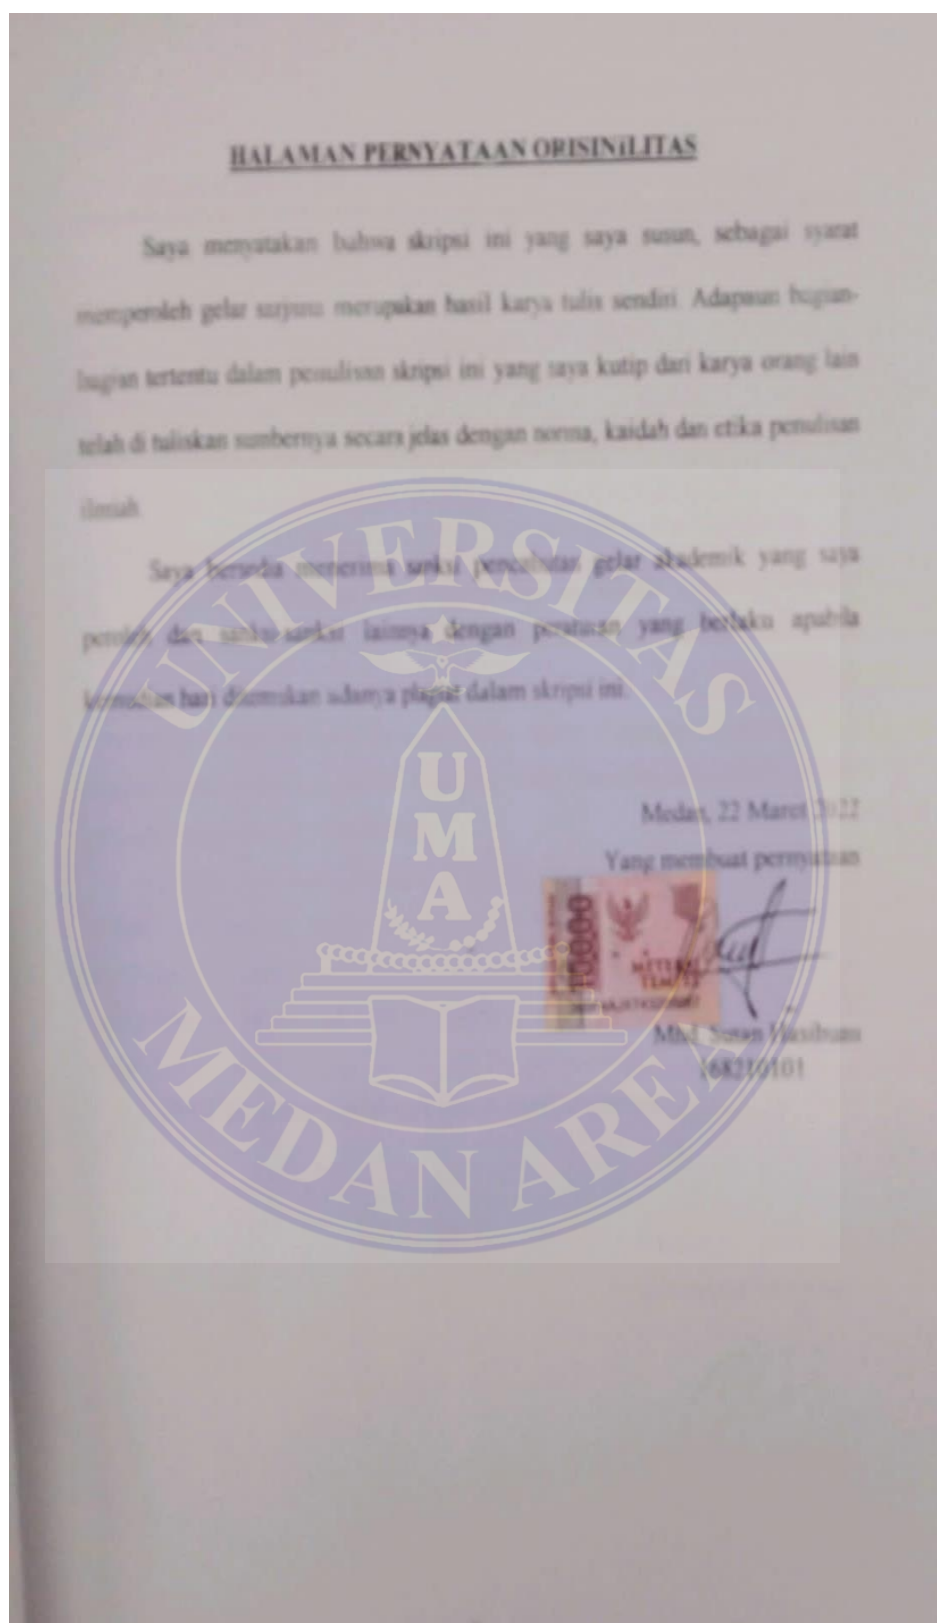 HALAMAN PERNYATAAN ORISINILITAS
Saya menyatakan bahwa skripsi ini yang saya susun, sebagai syarat
memperoleh gelar sarjana merupakan hasil karya tulis sendiri. Adapaun bagian-
bagian tertentu dalam penulisan skripsi ini yang saya kutip dari karya orang lain
telah di tuliskan sumbernya secara jelas dengan norma, kaidah dan etika penulisan
ilmiah.
Saya bersedia menerima sanksi pencabutan gelar akademik yang saya
peroleh dan sanksi-sanksi lainnya dengan peraturan yang berlaku apabila
kemudian hari ditemukan adanya plagiat dalam skripsi ini.
UNIVERSITAS
UMA
MEDAN AREA
Medan, 22 Maret 2022
Yang membuat pernyataan
10000
METERAI
TEMPEL
Mhd. Hasibuan
168210101